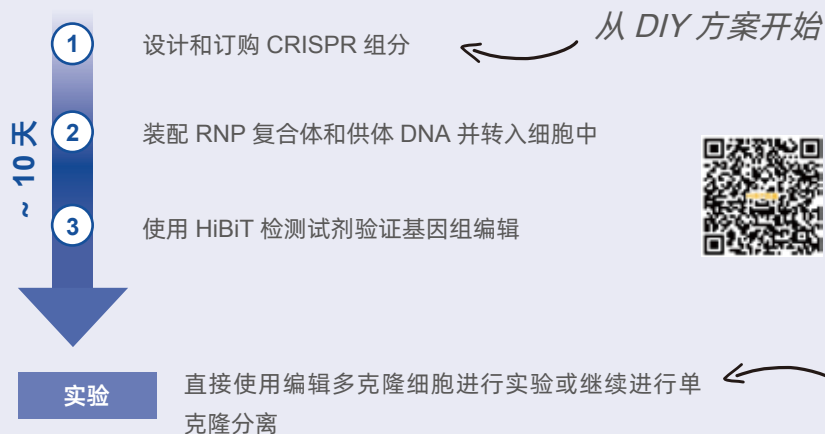 从 DIY 方案开始
1 设计和订购 CRISPR 组分
2 装配 RNP 复合体和供体 DNA 并转入细胞中
~ 10 天
3 使用 HiBiT 检测试剂验证基因组编辑
实验 直接使用编辑多克隆细胞进行实验或继续进行单
克隆分离